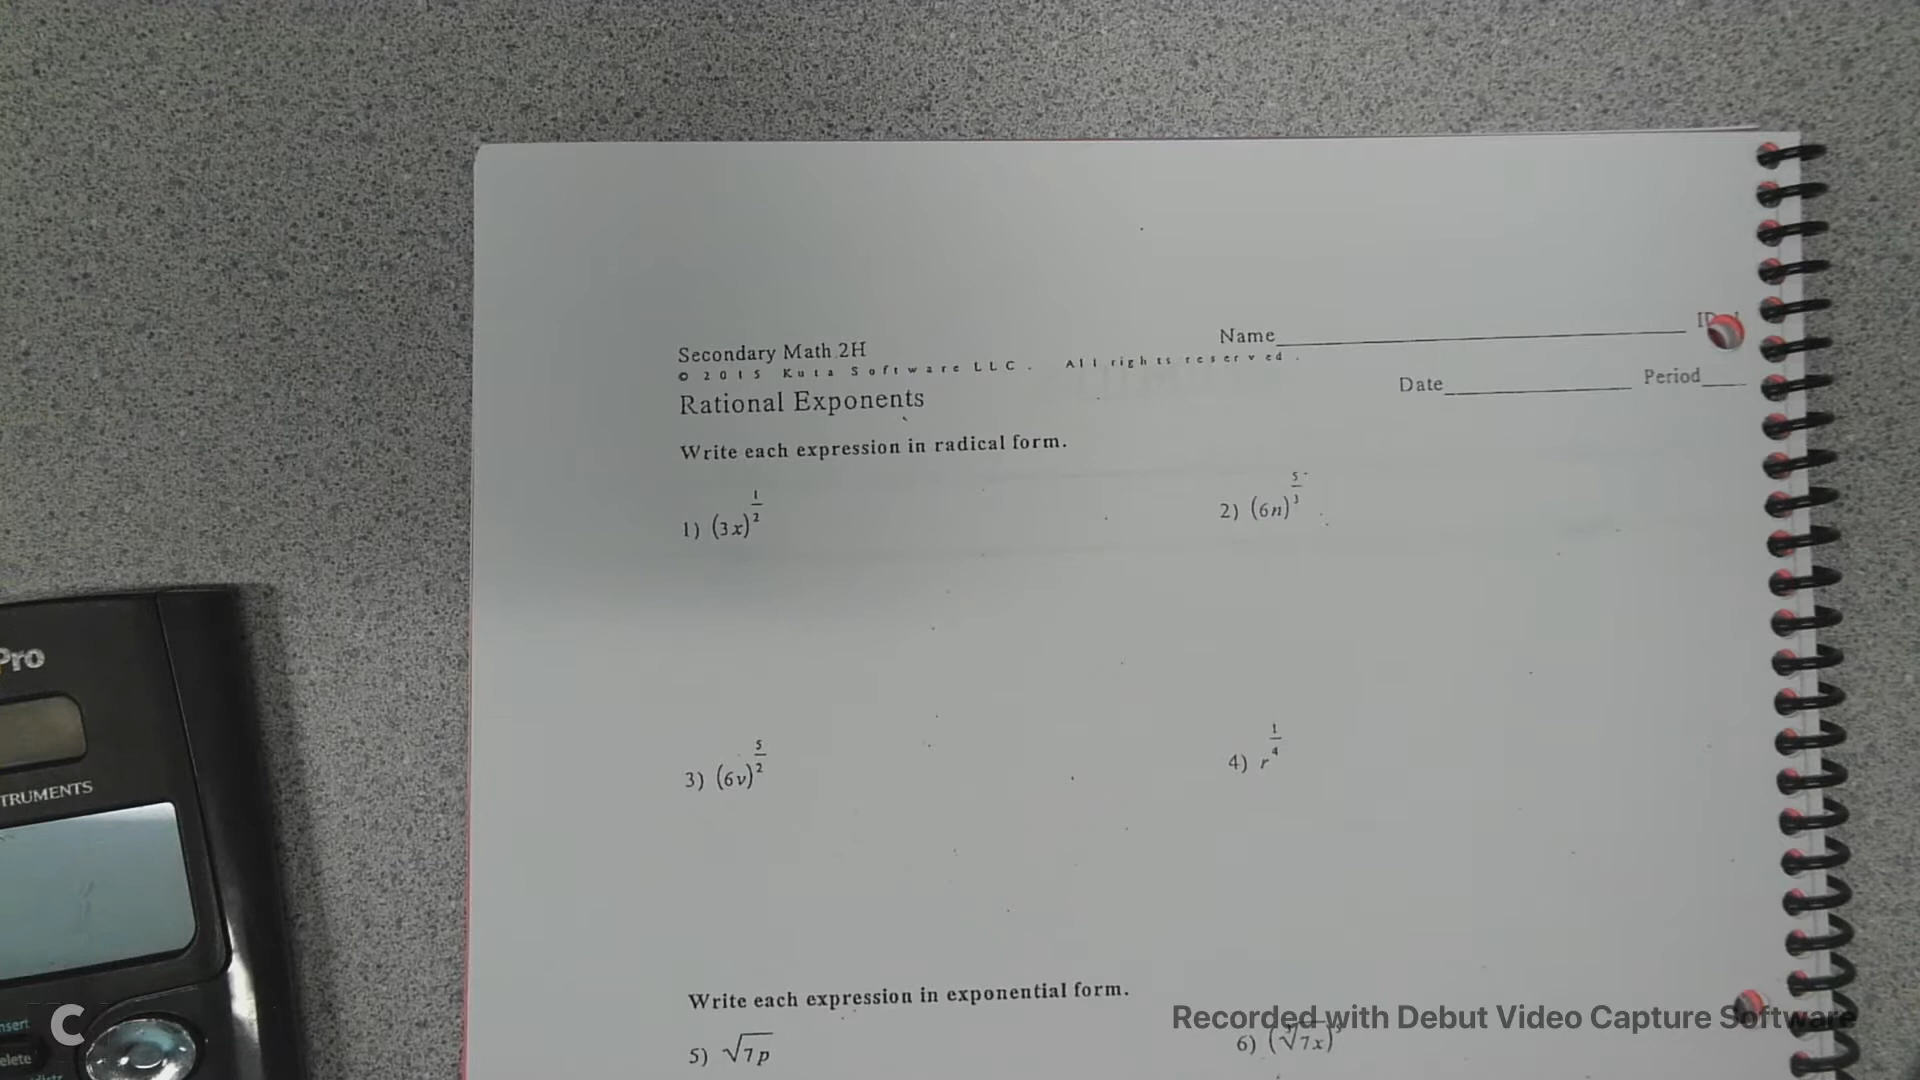 Secondary Math 2H
Name
© 2015 Kuta Software LLC. All rights reserved.
Rational Exponents
Date Period
Write each expression in radical form.
1) (3x)^(1/2)
2) (6n)^(5/3)
3) (6v)^(5/2)
4) r^(1/4)
Write each expression in exponential form.
5) √7p
6) (√7x)
Recorded with Debut Video Capture Software
Pro
TRUMENTS
nsert
elete
C